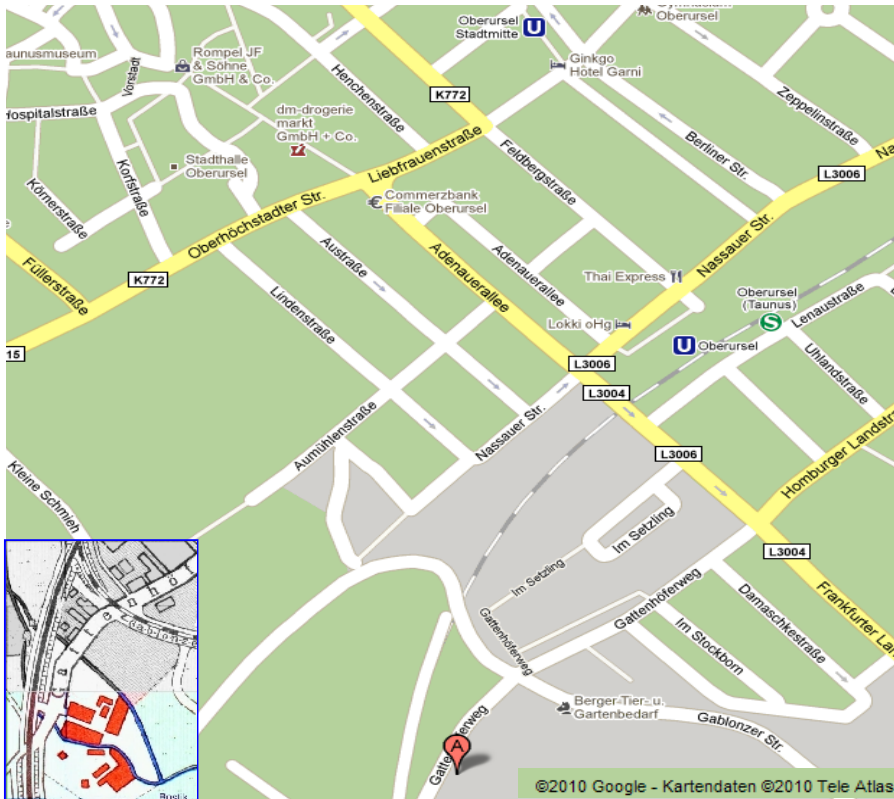 Oberursel
Stadtmitte
U
Oberursel
aunusmuseum
Rompel JF
& Söhne
GmbH & Co.
Vorstadt
Ginkgo
Hotel Garni
K772
Henchenstraße
Zeppelinstraße
Hospitalstraße
dm-drogerie
markt
GmbH + Co.
Berliner Str.
Na
L3006
Liebfrauenstraße
Feldbergstraße
Stadthalle
Oberursel
Korfstraße
Körnerstraße
Commerzbank
Filiale Oberursel
Oberhöchstadter Str.
Nassauer Str.
Adenauerallee
Adenauerallee
Austraße
Füllerstraße
K772
Thai Express
Oberursel
(Taunus)
S
Lenaustraße
Lindenstraße
Lokki oHg
U
Oberursel
15
L3006
Uhlandstraße
L3004
Aumühlenstraße
Nassauer Str.
L3006
Homburger Landstra
Kleine Schmieh
Im Setzling
L3004
Im Setzling
Gattenhöferweg
Gattenhöferweg
Damaschkestraße
Frankfurter Lan
Im Stockborn
Berger Tier- u.
Gartenbedarf
Gablonzer Str.
Gattenhöferweg
A
©2010 Google - Kartendaten ©2010 Tele Atlas